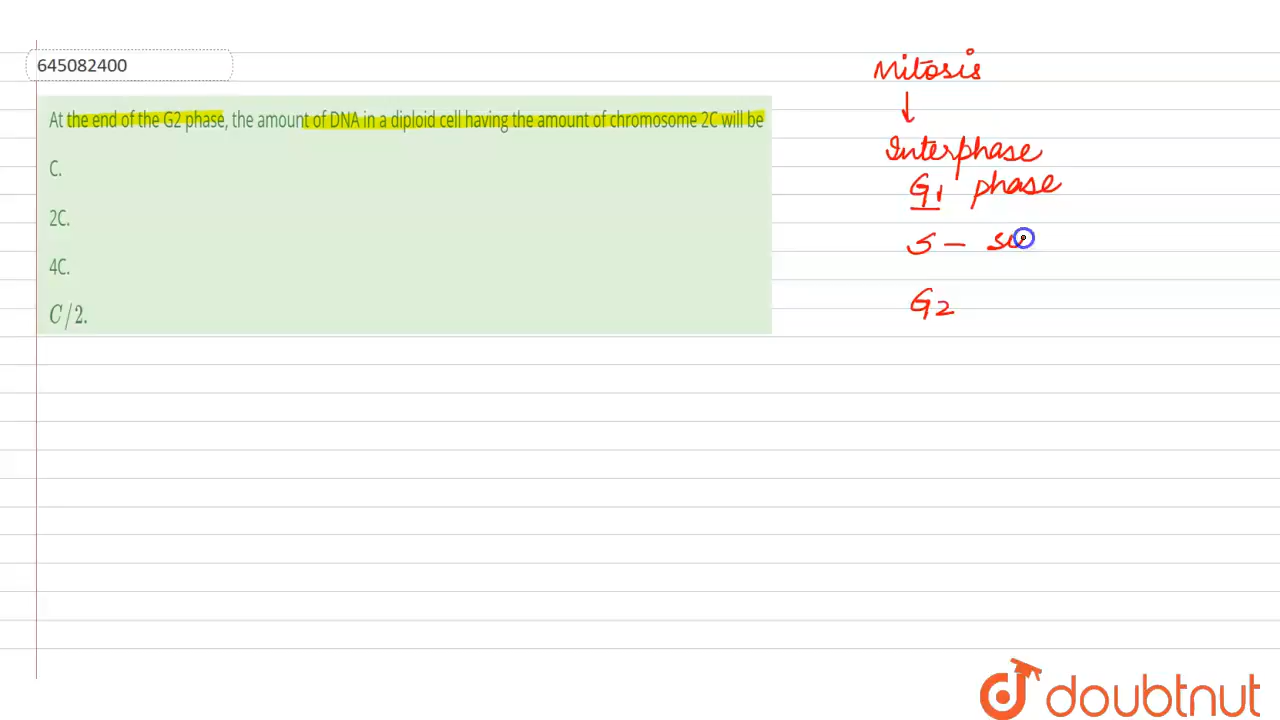 645082400
At the end of the G2 phase, the amount of DNA in a diploid cell having the amount of chromosome 2C will be
C.
2C.
4C.
C/2.
Mitosis
↓
Interphase
G1 phase
S –
G2
doubtnut